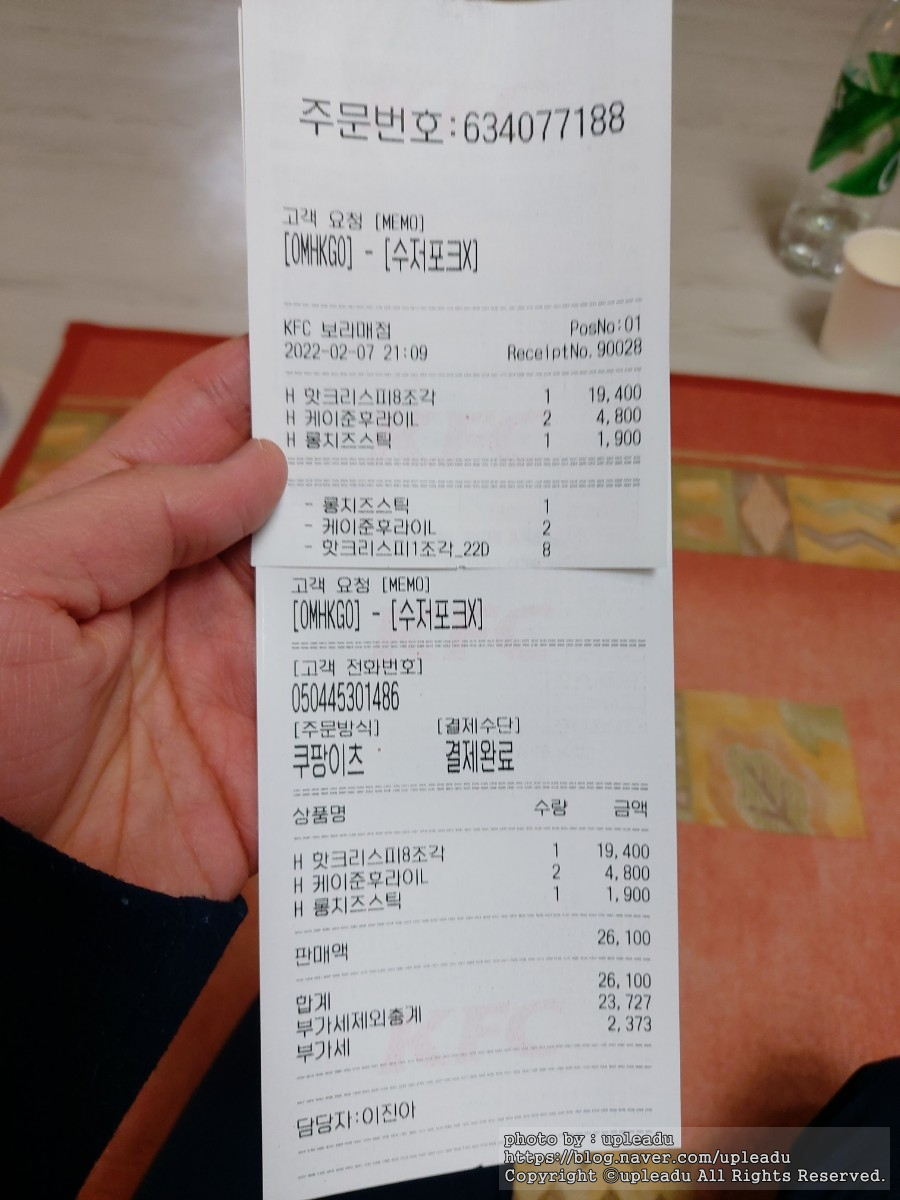 주문번호:634077188
고객 요청 [MEMO]
[OMHKGO] - [수저포크X]
KFC 보라매점 PosNo:01
2022-02-07 21:09 ReceiptNo.90028
H 핫크리스피8조각 1 19,400
H 케이준후라이L 2 4,800
H 롱치즈스틱 1 1,900
- 롱치즈스틱 1
- 케이준후라이L 2
- 핫크리스피1조각_22D 8
고객 요청 [MEMO]
[OMHKGO] - [수저포크X]
[고객 전화번호]
050445301486
[주문방식] [결제수단]
쿠팡이츠 결제완료
상품명 수량 금액
H 핫크리스피8조각 1 19,400
H 케이준후라이L 2 4,800
H 롱치즈스틱 1 1,900
판매액 26,100
합계 26,100
부가세제외총계 23,727
부가세 2,373
KFC
담당자:이진아
photo by : upleadu
https://blog.naver.com/upleadu
Copyright ©upleadu All Rights Reserved.